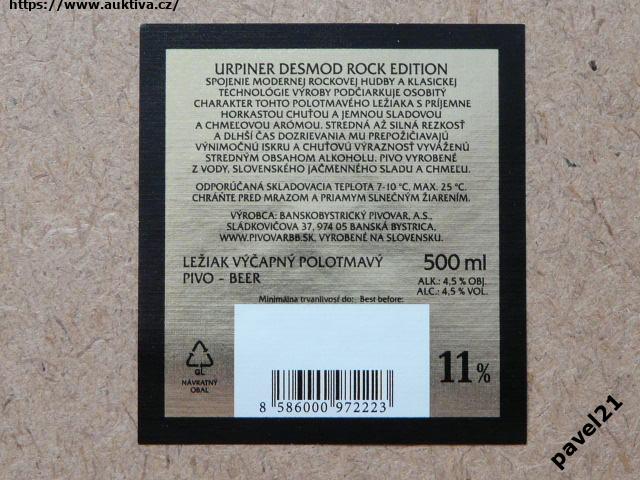 https://www.auktiva.cz/
URPINER DESMOD ROCK EDITION
SPOJENIE MODERNEJ ROCKOVEJ HUDBY A KLASICKEJ
TECHNOLÓGIE VÝROBY PODČIARKUJE OSOBITÝ
CHARAKTER TOHTO POLOTMAVÉHO LEŽIAKA S PRÍJEMNE
HORKASTOU CHUŤOU A JEMNOU SLADOVOU
A CHMEĽOVOU ARÓMOU. STREDNÁ AŽ SILNÁ REZKOSŤ
A DLHŠÍ ČAS DOZRIEVANIA MU PREPOŽIČIAVAJÚ
VÝNIMOČNÚ ISKRU A CHUŤOVÚ VÝRAZNOSŤ VYVÁŽENÚ
STREDNÝM OBSAHOM ALKOHOLU. PIVO VYROBENÉ
Z VODY, SLOVENSKÉHO JAČMENNÉHO SLADU A CHMEĽU.
ODPORÚČANÁ SKLADOVACIA TEPLOTA 7-10 °C, MAX. 25 °C.
CHRÁŇTE PRED MRAZOM A PRIAMYM SLNEČNÝM ŽIARENÍM.
VÝROBCA: BANSKOBYSTRICKÝ PIVOVAR, A.S.,
SLÁDKOVIČOVA 37, 974 05 BANSKÁ BYSTRICA,
WWW.PIVOVARBB.SK, VYROBENÉ NA SLOVENSKU.
LEŽIAK VÝČAPNÝ POLOTMAVÝ
PIVO - BEER
500 ml
ALK.: 4,5 % OBJ.
ALC.: 4,5 % VOL.
Minimálna trvanlivosť do: Best before:
GL
NÁVRATNÝ
OBAL
11%
8 586000 972223
pavel21